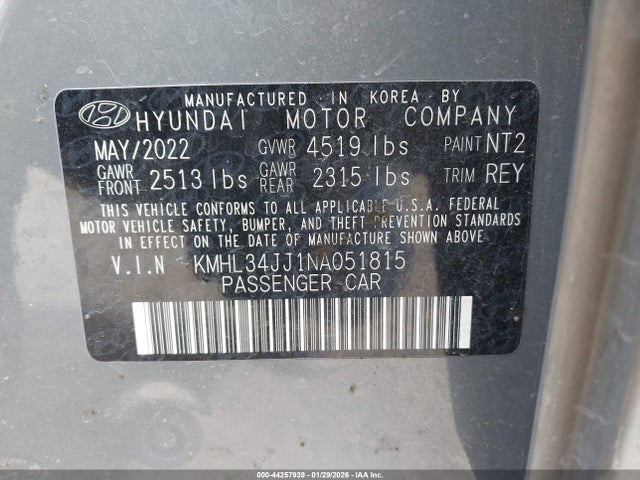 MANUFACTURED IN KOREA BY
HYUNDAI MOTOR COMPANY
MAY/2022 GVWR 4519 lbs PAINT NT2
GAWR FRONT 2513 lbs GAWR REAR 2315 lbs TRIM REY
THIS VEHICLE CONFORMS TO ALL APPLICABLE U.S.A. FEDERAL
MOTOR VEHICLE SAFETY, BUMPER, AND THEFT PREVENTION STANDARDS
IN EFFECT ON THE DATE OF MANUFACTURE SHOWN ABOVE.
V.I.N KMHL34JJ1NA051815
PASSENGER CAR
000-44257939 | 01/29/2026 | IAA